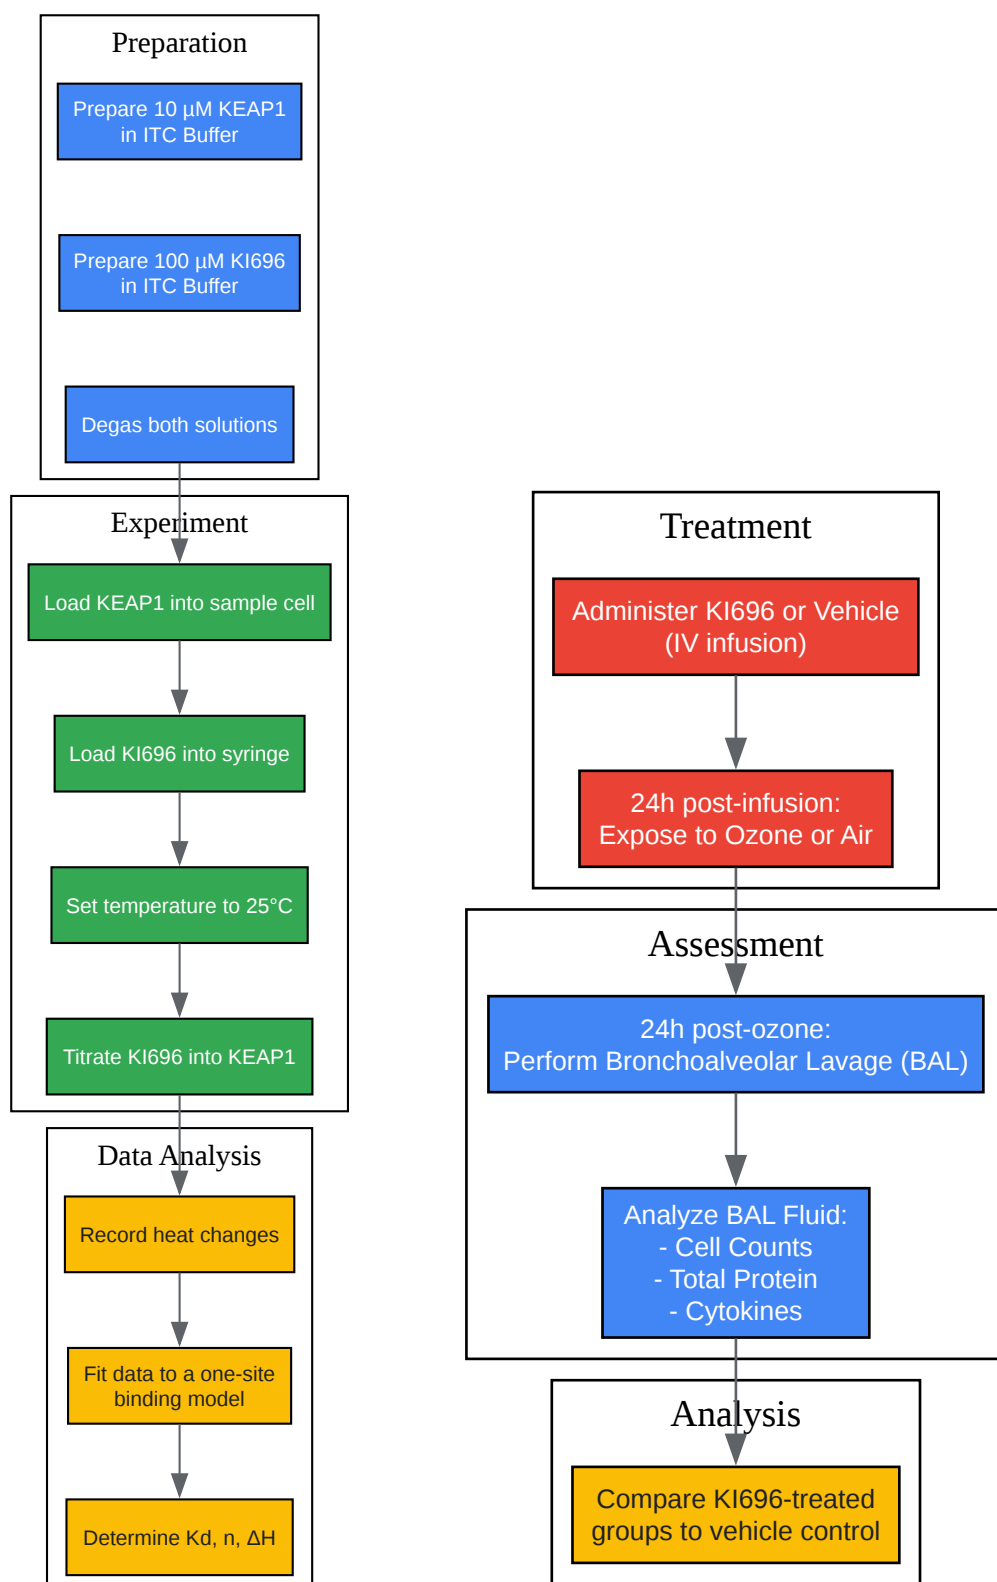 Preparation
Prepare 10 µM KEAP1
in ITC Buffer
Prepare 100 µM KI696
in ITC Buffer
Degas both solutions
Experiment
Load KEAP1 into sample cell
Load KI696 into syringe
Set temperature to 25°C
Titrate KI696 into KEAP1
Data Analysis
Record heat changes
Fit data to a one-site
binding model
Determine Kd, n, ΔH
Treatment
Administer KI696 or Vehicle
(IV infusion)
24h post-infusion:
Expose to Ozone or Air
Assessment
24h post-ozone:
Perform Bronchoalveolar Lavage (BAL)
Analyze BAL Fluid:
- Cell Counts
- Total Protein
- Cytokines
Analysis
Compare KI696-treated
groups to vehicle control